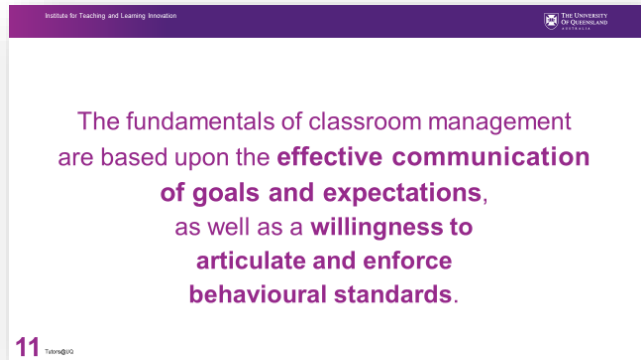 Institute for Teaching and Learning Innovation
THE UNIVERSITY
OF QUEENSLAND
AUSTRALIA
The fundamentals of classroom management
are based upon the effective communication
of goals and expectations,
as well as a willingness to
articulate and enforce
behavioural standards.
11 Tutors@UQ